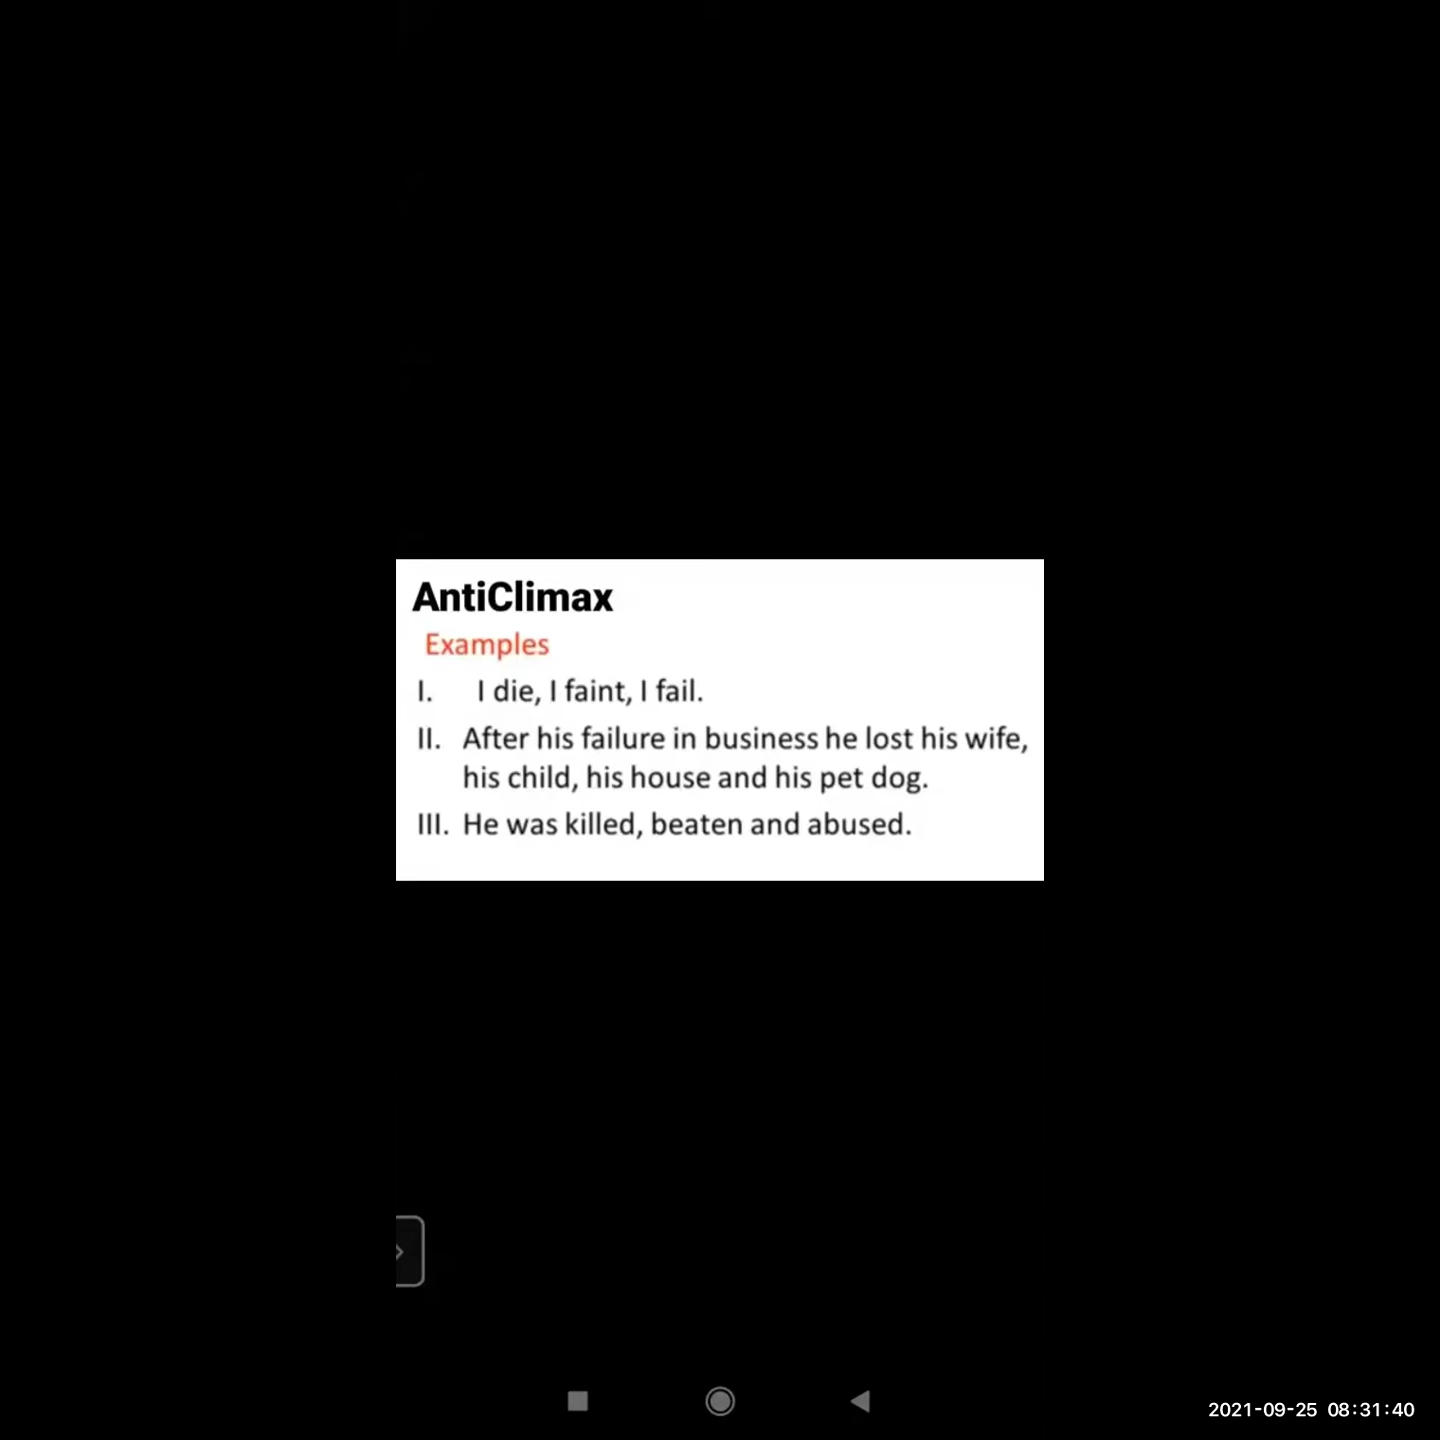 AntiClimax
Examples
I. I die, I faint, I fail.
II. After his failure in business he lost his wife,
his child, his house and his pet dog.
III. He was killed, beaten and abused.
2021-09-25 08:31:40